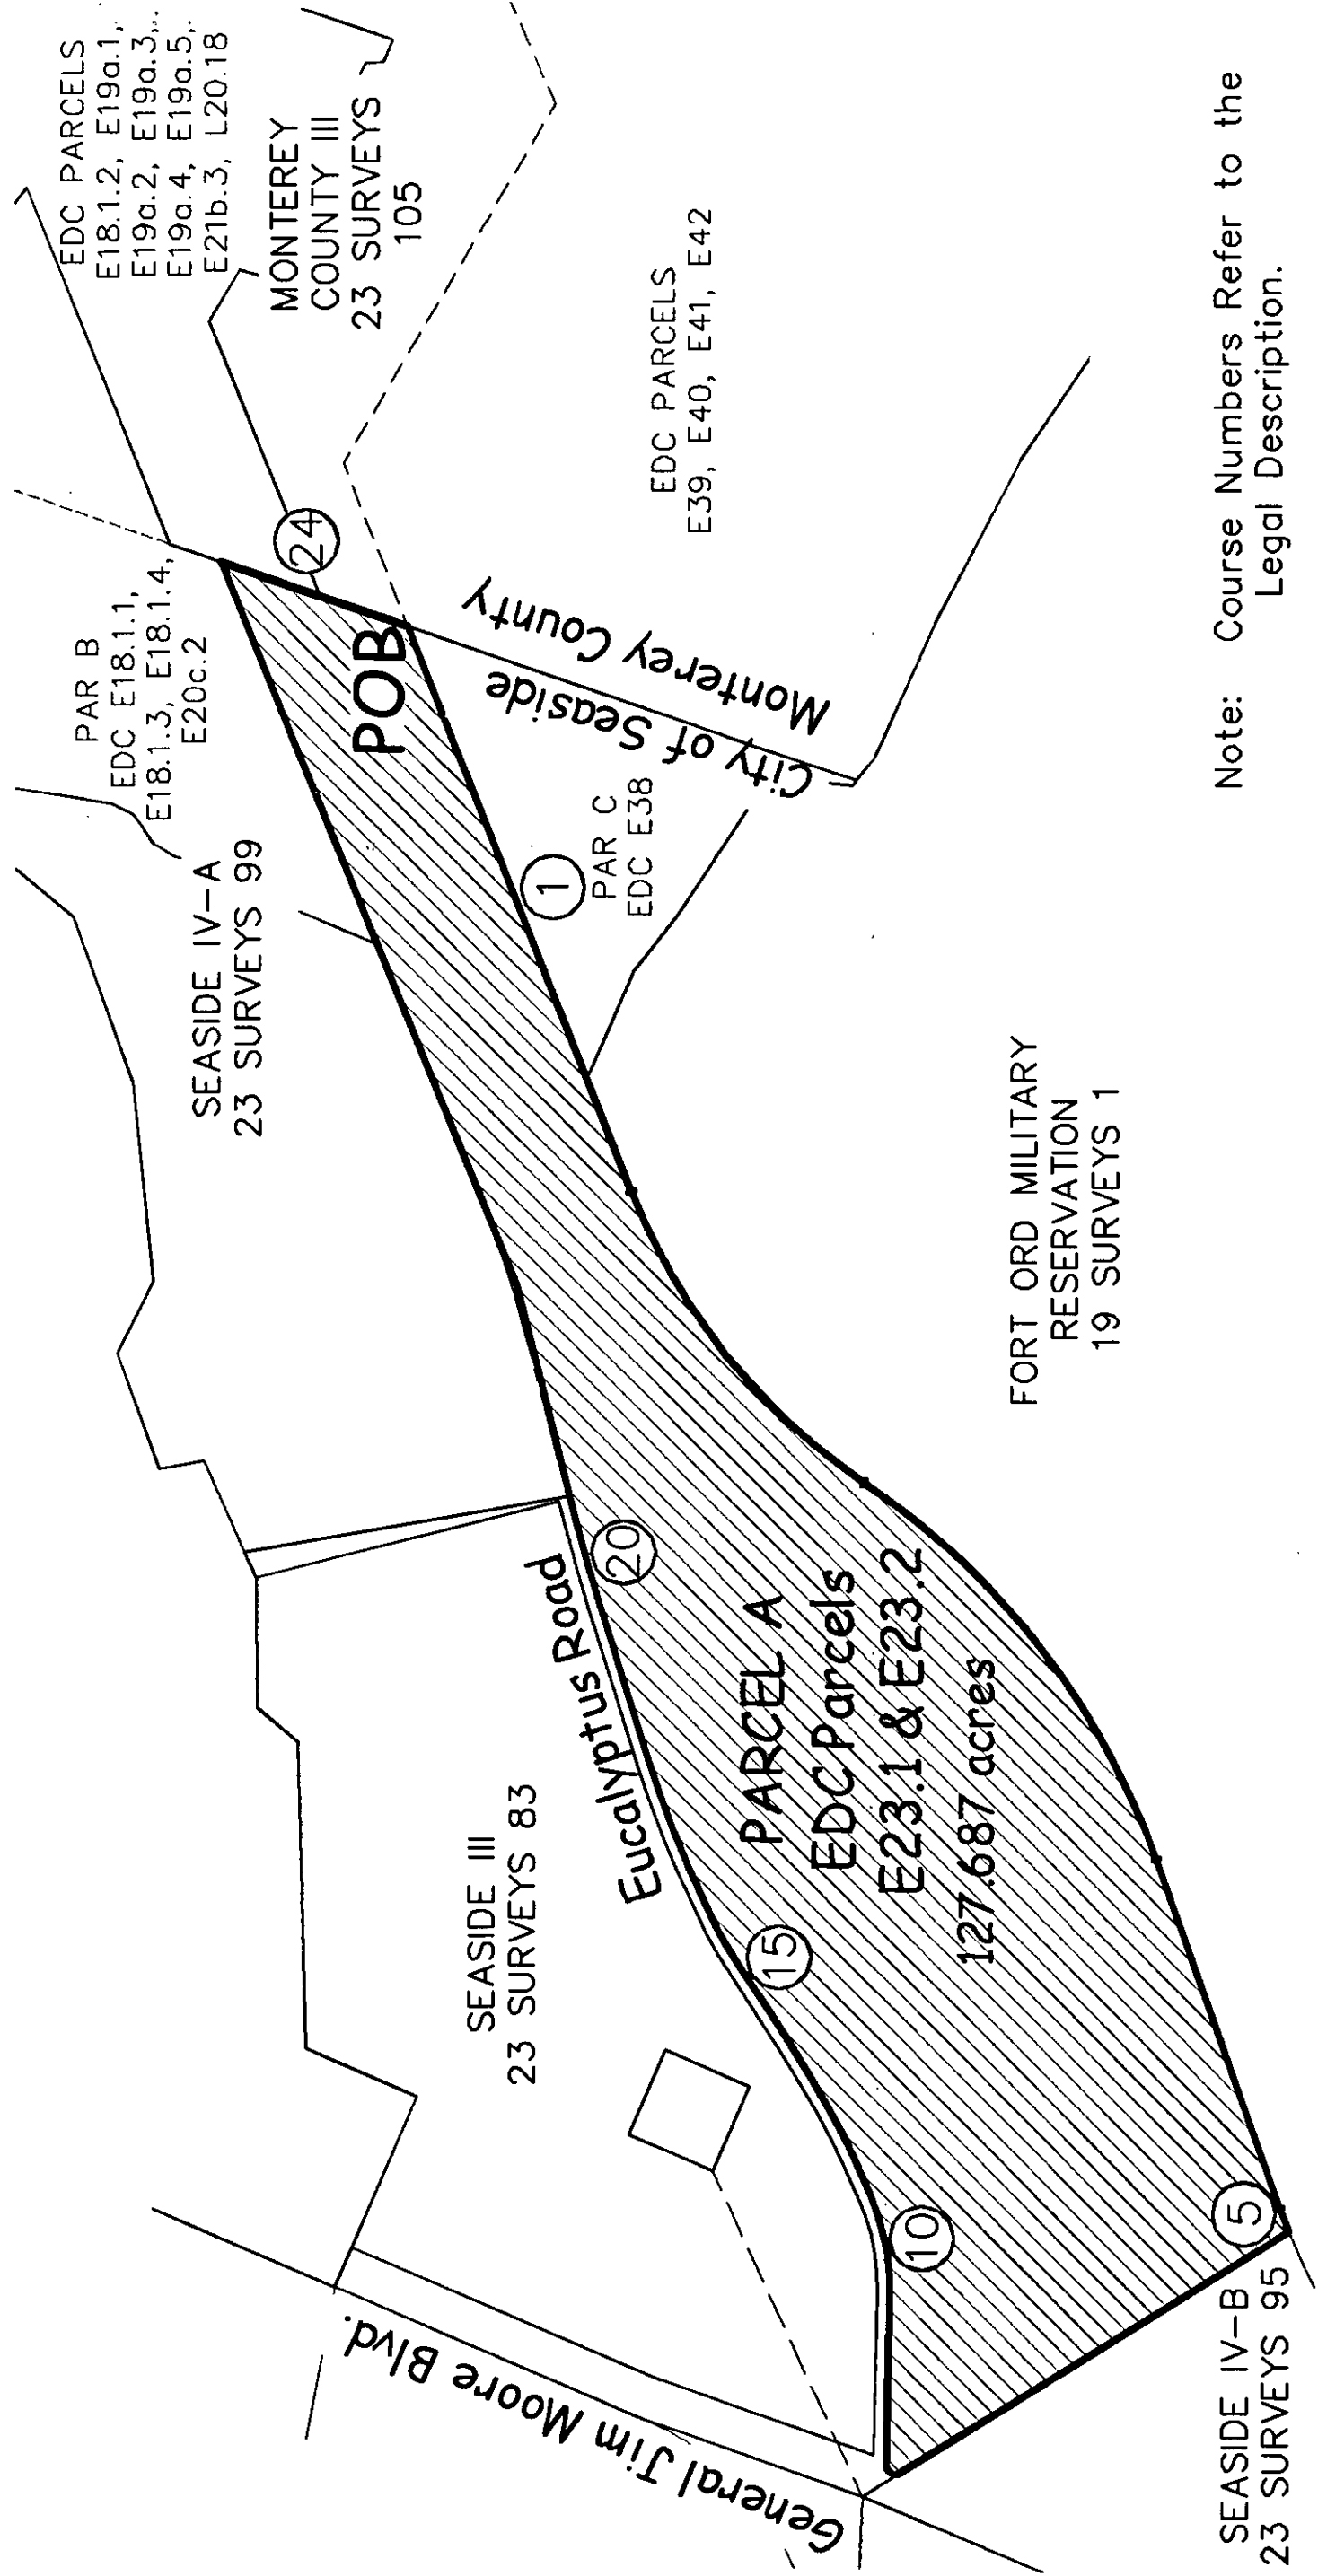 EDC PARCELS
E18.1.2, E19a.1,
E19a.2, E19a.3,
E19a.4, E19a.5,
E21b.3, L20.18
MONTEREY
COUNTY III
23 SURVEYS
105
PAR B
EDC E18.1.1,
E18.1.3, E18.1.4,
E20c.2
SEASIDE IV-A
23 SURVEYS 99
24
POB
EDC PARCELS
E39, E40, E41, E42
Monterey County
City of Seaside
1
PAR C
EDC E38
SEASIDE III
23 SURVEYS 83
Eucalyptus Road
20
15
10
5
PARCEL A
EDC Parcels
E23.1 & E23.2
127.687 acres
General Jim Moore Blvd.
FORT ORD MILITARY
RESERVATION
19 SURVEYS 1
SEASIDE IV-B
23 SURVEYS 95
Note: Course Numbers Refer to the
Legal Description.